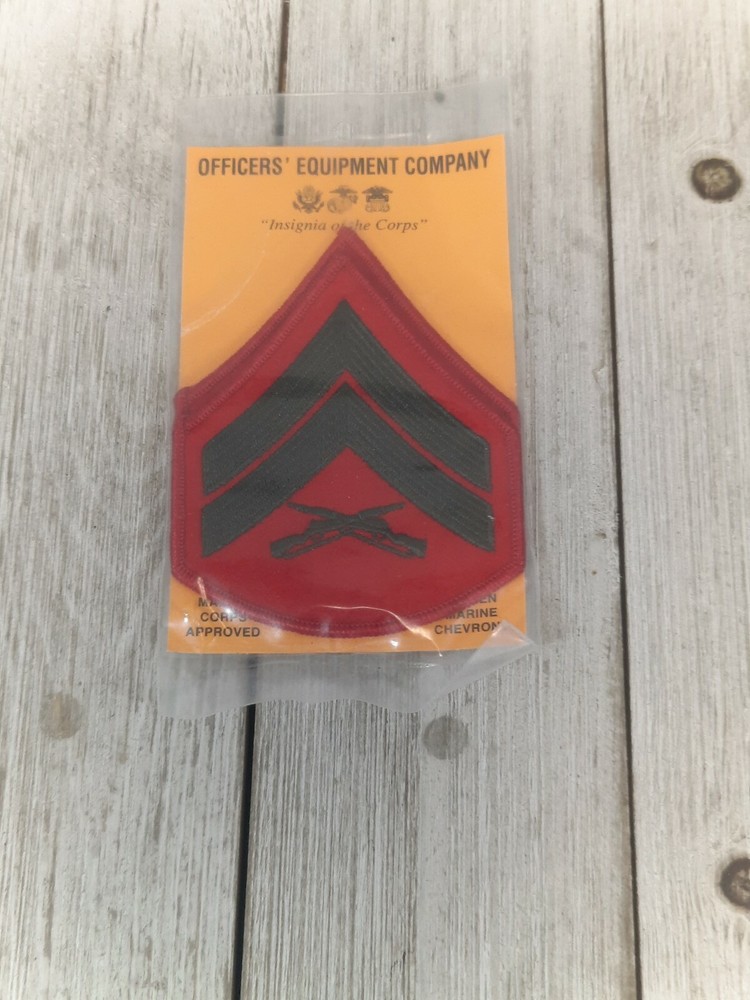 OFFICERS' EQUIPMENT COMPANY
"Insignia of the Corps"
CORPS
APPROVED
MARINE
CHEVRON